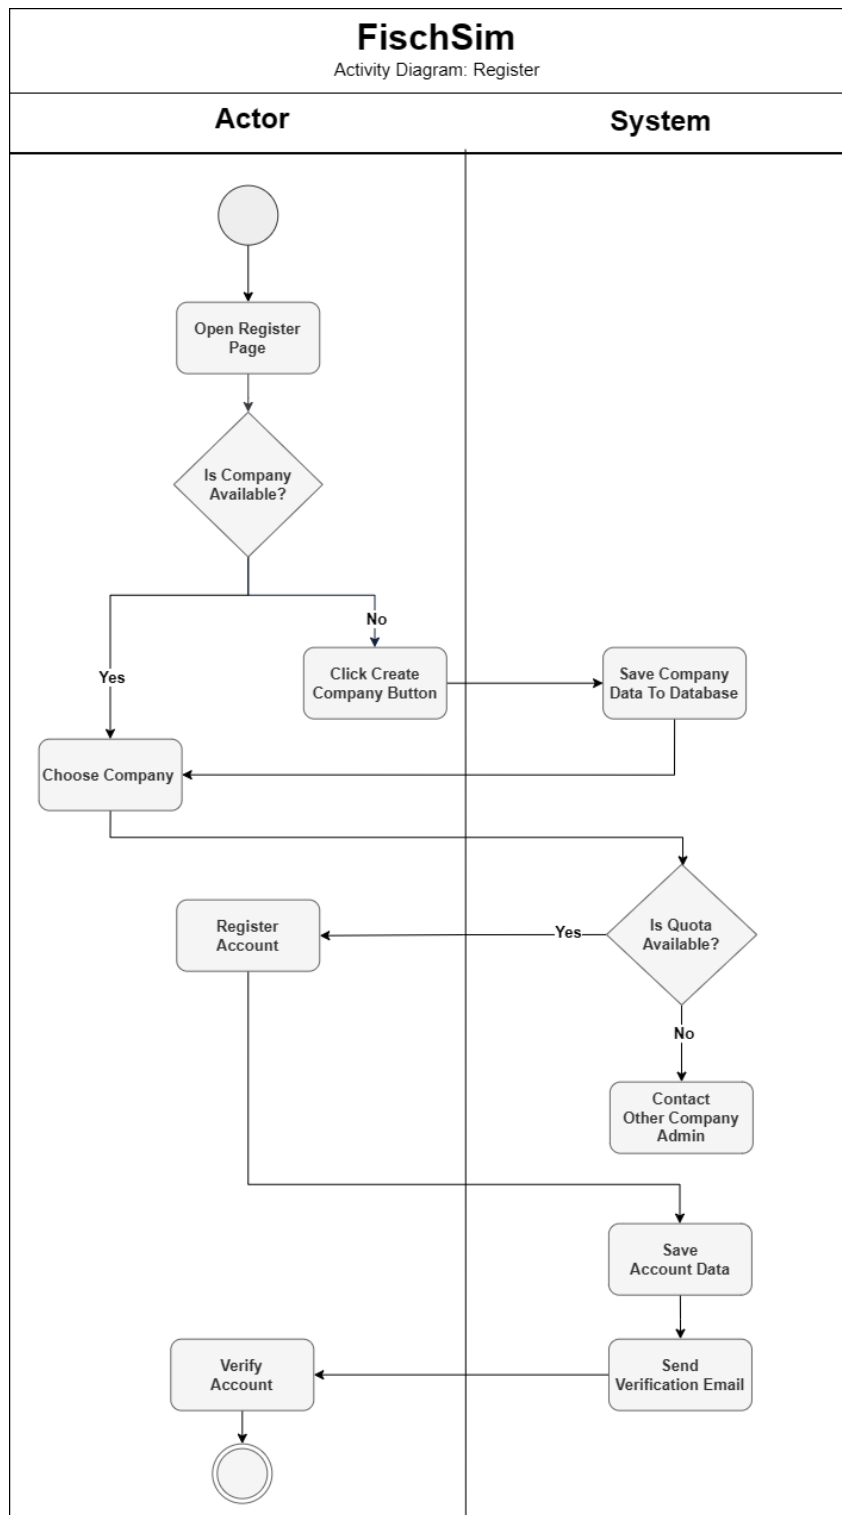 FischSim
Activity Diagram: Register
Actor
System
Open Register
Page
Is Company
Available?
No
Yes
Click Create
Company Button
Save Company
Data To Database
Choose Company
Register
Account
Yes
Is Quota
Available?
No
Contact
Other Company
Admin
Save
Account Data
Verify
Account
Send
Verification Email